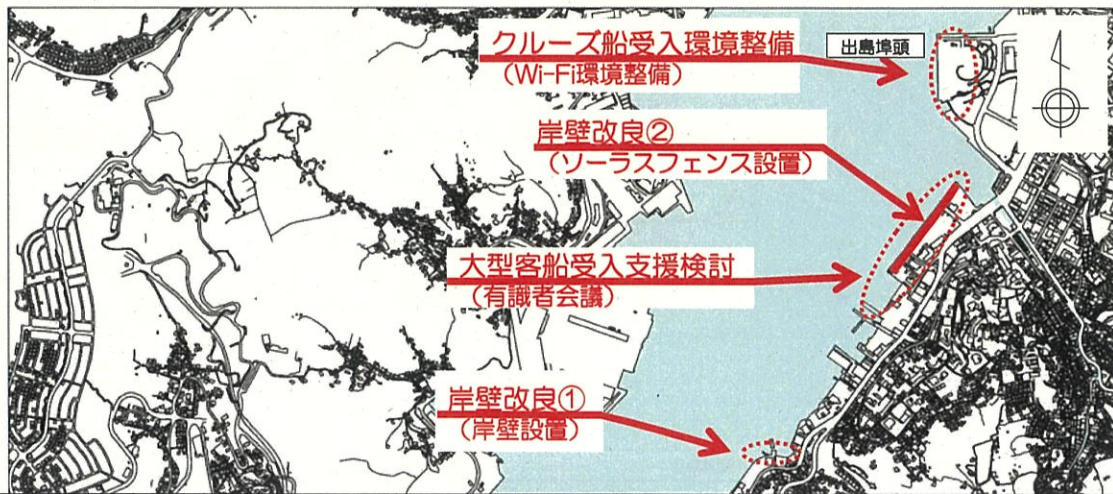 クルーズ船受入環境整備
(Wi-Fi環境整備)
出島埠頭
岸壁改良②
(ソーラスフェンス設置)
大型客船受入支援検討
(有識者会議)
岸壁改良①
(岸壁設置)